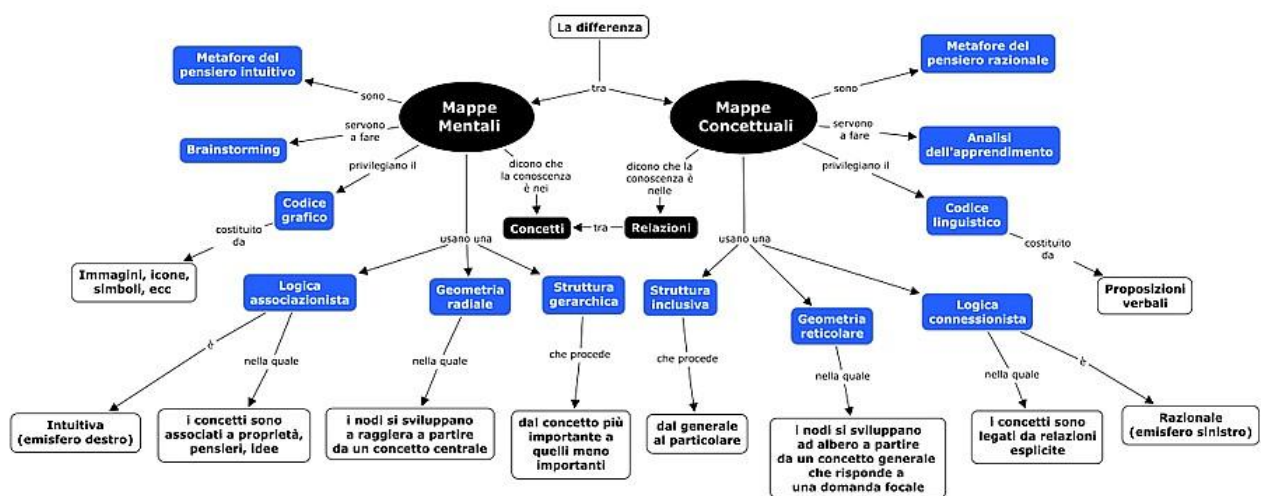 La differenza
tra
Mappe
Mentali
Mappe
Concettuali
Metafore del
pensiero intuitivo
sono
servono
a fare
Brainstorming
privilegiano il
Codice
grafico
costituito
da
Immagini, icone,
simboli, ecc
dicono che
la conoscenza
è nei
Concetti
tra
Relazioni
dicono che la
conoscenza è
nelle
Metafore del
pensiero razionale
sono
servono
a fare
Analisi
dell'apprendimento
privilegiano il
Codice
linguistico
costituito
da
Proposizioni
verbali
usano una
Logica
associazionista
Geometria
radiale
Struttura
gerarchica
è
nella quale
nella quale
che procede
Intuitiva
(emisfero destro)
i concetti sono
associati a proprietà,
pensieri, idee
i nodi si sviluppano
a raggiera a partire
da un concetto centrale
dal concetto più
importante a
quelli meno
importanti
usano una
Struttura
inclusiva
Geometria
reticolare
Logica
connessionista
che procede
nella quale
nella quale
è
dal generale
al particolare
i nodi si sviluppano
ad albero a partire
da un concetto generale
che risponde a
una domanda focale
i concetti sono
legati da relazioni
esplicite
Razionale
(emisfero sinistro)